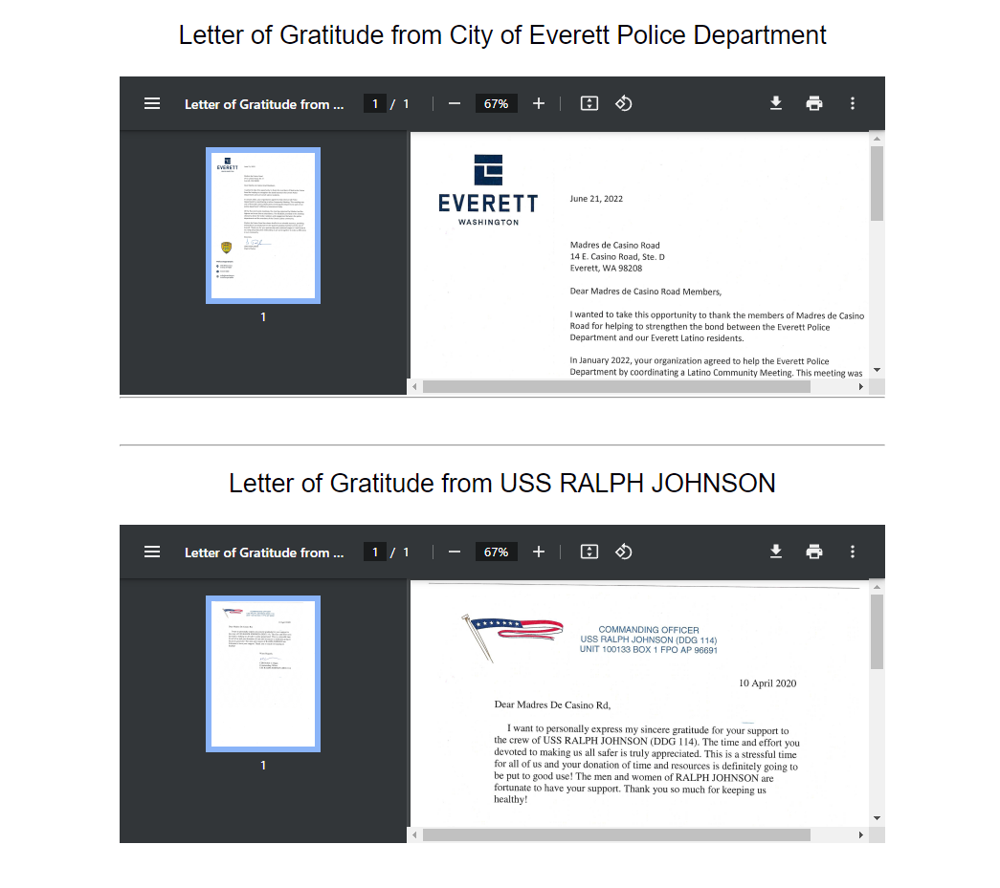 Letter of Gratitude from City of Everett Police Department
Letter of Gratitude from ...
1 / 1
67%
EVERETT
1
EVERETT
WASHINGTON
June 21, 2022
Madres de Casino Road
14 E. Casino Road, Ste. D
Everett, WA 98208
Dear Madres de Casino Road Members,
I wanted to take this opportunity to thank the members of Madres de Casino
Road for helping to strengthen the bond between the Everett Police
Department and our Everett Latino residents.
In January 2022, your organization agreed to help the Everett Police
Department by coordinating a Latino Community Meeting. This meeting was
Letter of Gratitude from USS RALPH JOHNSON
Letter of Gratitude from ...
1 / 1
67%
1
COMMANDING OFFICER
USS RALPH JOHNSON (DDG 114)
UNIT 100133 BOX 1 FPO AP 96691
10 April 2020
Dear Madres De Casino Rd,
I want to personally express my sincere gratitude for your support to
the crew of USS RALPH JOHNSON (DDG 114). The time and effort you
devoted to making us all safer is truly appreciated. This is a stressful time
for all of us and your donation of time and resources is definitely going to
be put to good use! The men and women of RALPH JOHNSON are
fortunate to have your support. Thank you so much for keeping us
healthy!